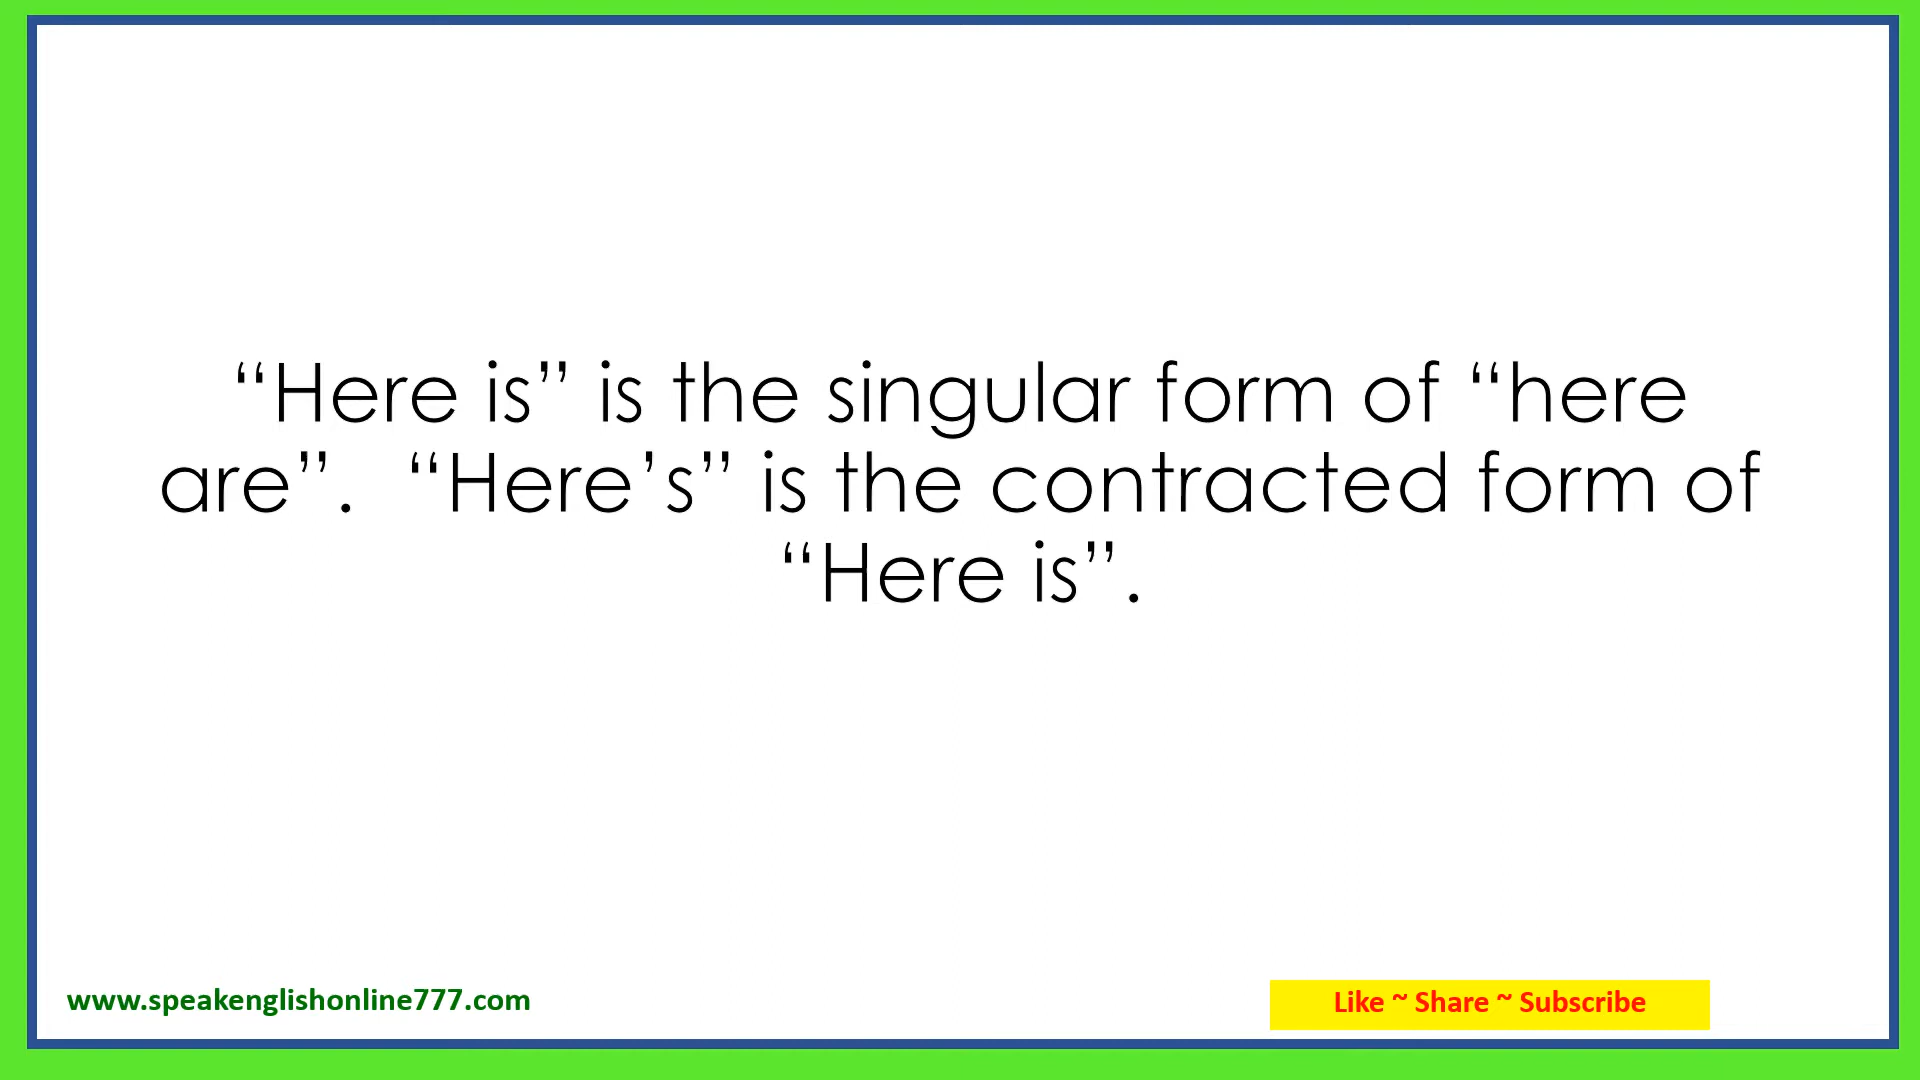 “Here is” is the singular form of “here
are”.  “Here’s” is the contracted form of
“Here is”.
www.speakenglishonline777.com
Like ~ Share ~ Subscribe